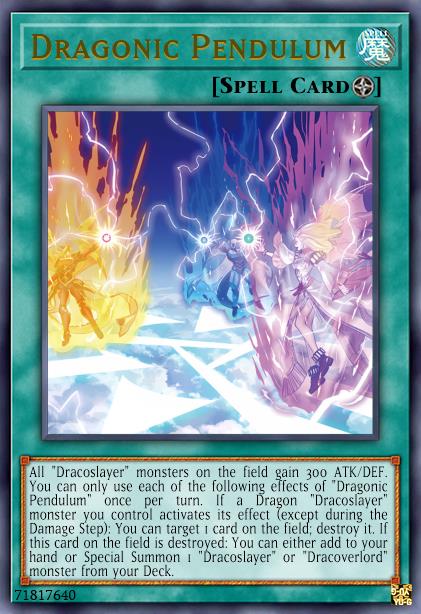 Dragonic Pendulum
SPELL
魔
[Spell Card]
All "Dracoslayer" monsters on the field gain 300 ATK/DEF.
You can only use each of the following effects of "Dragonic
Pendulum" once per turn. If a Dragon "Dracoslayer"
monster you control activates its effect (except during the
Damage Step): You can target 1 card on the field; destroy it. If
this card on the field is destroyed: You can either add to your
hand or Special Summon 1 "Dracoslayer" or "Dracoverlord"
monster from your Deck.
71817640